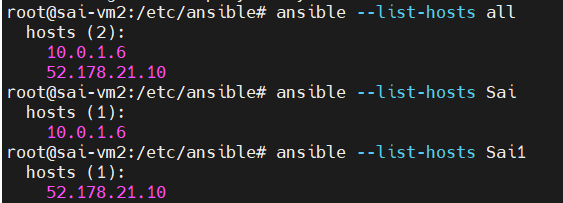 root@sai-vm2:/etc/ansible# ansible --list-hosts all
  hosts (2):
    10.0.1.6
    52.178.21.10
root@sai-vm2:/etc/ansible# ansible --list-hosts Sai
  hosts (1):
    10.0.1.6
root@sai-vm2:/etc/ansible# ansible --list-hosts Sai1
  hosts (1):
    52.178.21.10